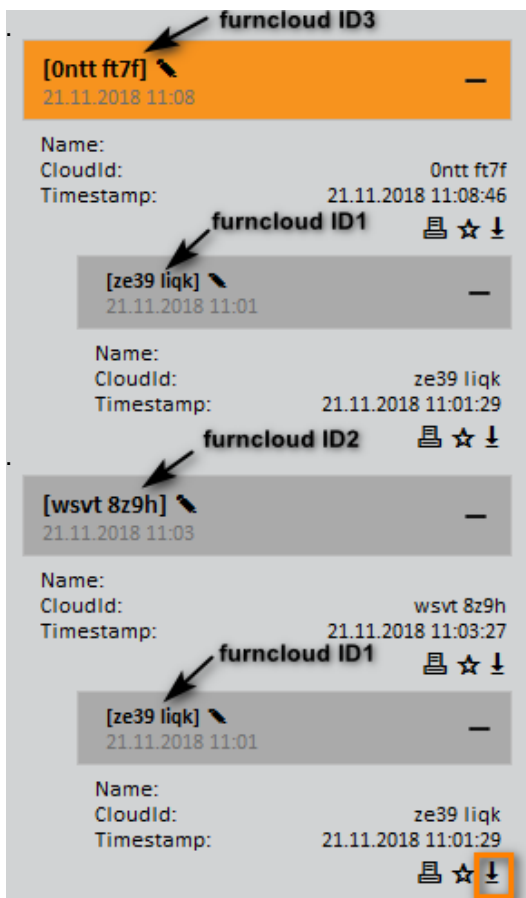 furncloud ID3
[0ntt ft7f]
21.11.2018 11:08
Name:
CloudId: 0ntt ft7f
Timestamp: 21.11.2018 11:08:46
furncloud ID1
[ze39 liqk]
21.11.2018 11:01
Name:
CloudId: ze39 liqk
Timestamp: 21.11.2018 11:01:29
furncloud ID2
[wsvt 8z9h]
21.11.2018 11:03
Name:
CloudId: wsvt 8z9h
Timestamp: 21.11.2018 11:03:27
furncloud ID1
[ze39 liqk]
21.11.2018 11:01
Name:
CloudId: ze39 liqk
Timestamp: 21.11.2018 11:01:29